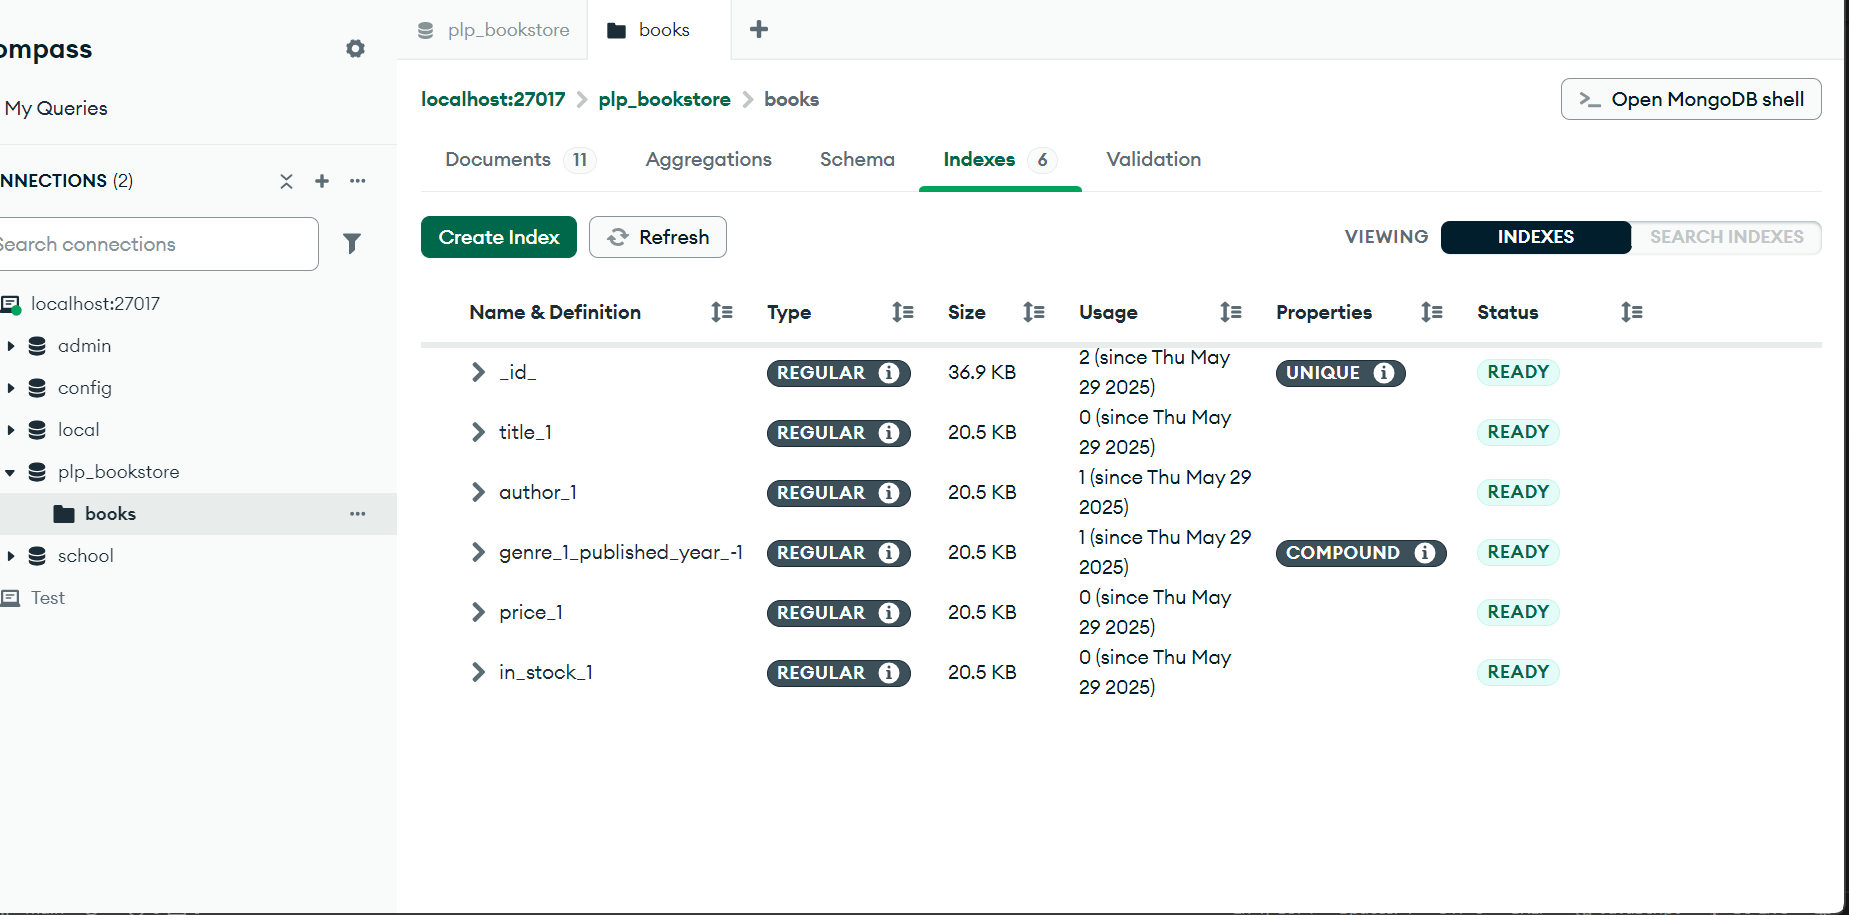 ompass
My Queries
NNECTIONS (2)
Search connections
localhost:27017
admin
config
local
plp_bookstore
books
school
Test
plp_bookstore
books
localhost:27017 plp_bookstore books
Open MongoDB shell
Documents 11 Aggregations Schema Indexes 6 Validation
Create Index Refresh
VIEWING INDEXES SEARCH INDEXES
Name & Definition Type Size Usage Properties Status
_id_ REGULAR 36.9 KB 2 (since Thu May 29 2025) UNIQUE READY
title_1 REGULAR 20.5 KB 0 (since Thu May 29 2025) READY
author_1 REGULAR 20.5 KB 1 (since Thu May 29 2025) READY
genre_1_published_year_-1 REGULAR 20.5 KB 1 (since Thu May 29 2025) COMPOUND READY
price_1 REGULAR 20.5 KB 0 (since Thu May 29 2025) READY
in_stock_1 REGULAR 20.5 KB 0 (since Thu May 29 2025) READY